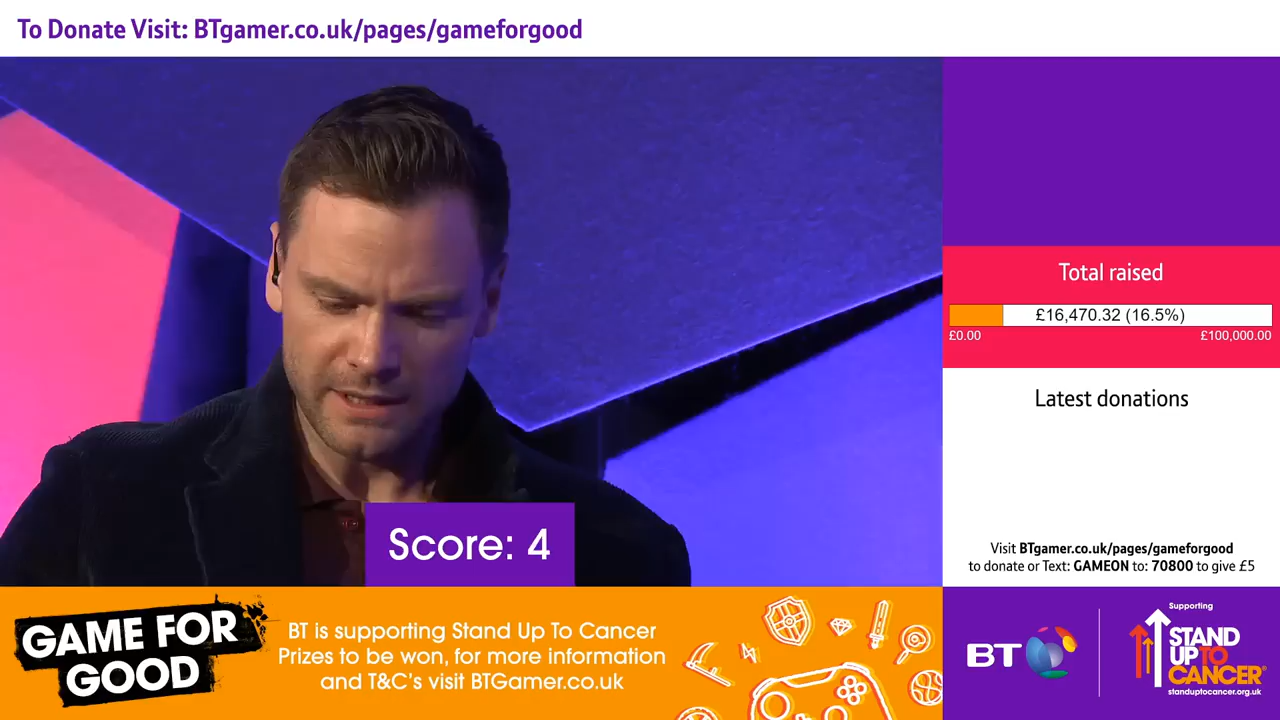 To Donate Visit: BTgamer.co.uk/pages/gameforgood
Total raised
£16,470.32 (16.5%)
£0.00 £100,000.00
Latest donations
Score: 4
Visit BTgamer.co.uk/pages/gameforgood
to donate or Text: GAMEON to: 70800 to give £5
GAME FOR
GOOD
BT is supporting Stand Up To Cancer
Prizes to be won, for more information
and T&C's visit BTGamer.co.uk
BT
Supporting
STAND
UP TO
CANCER
standuptocancer.org.uk